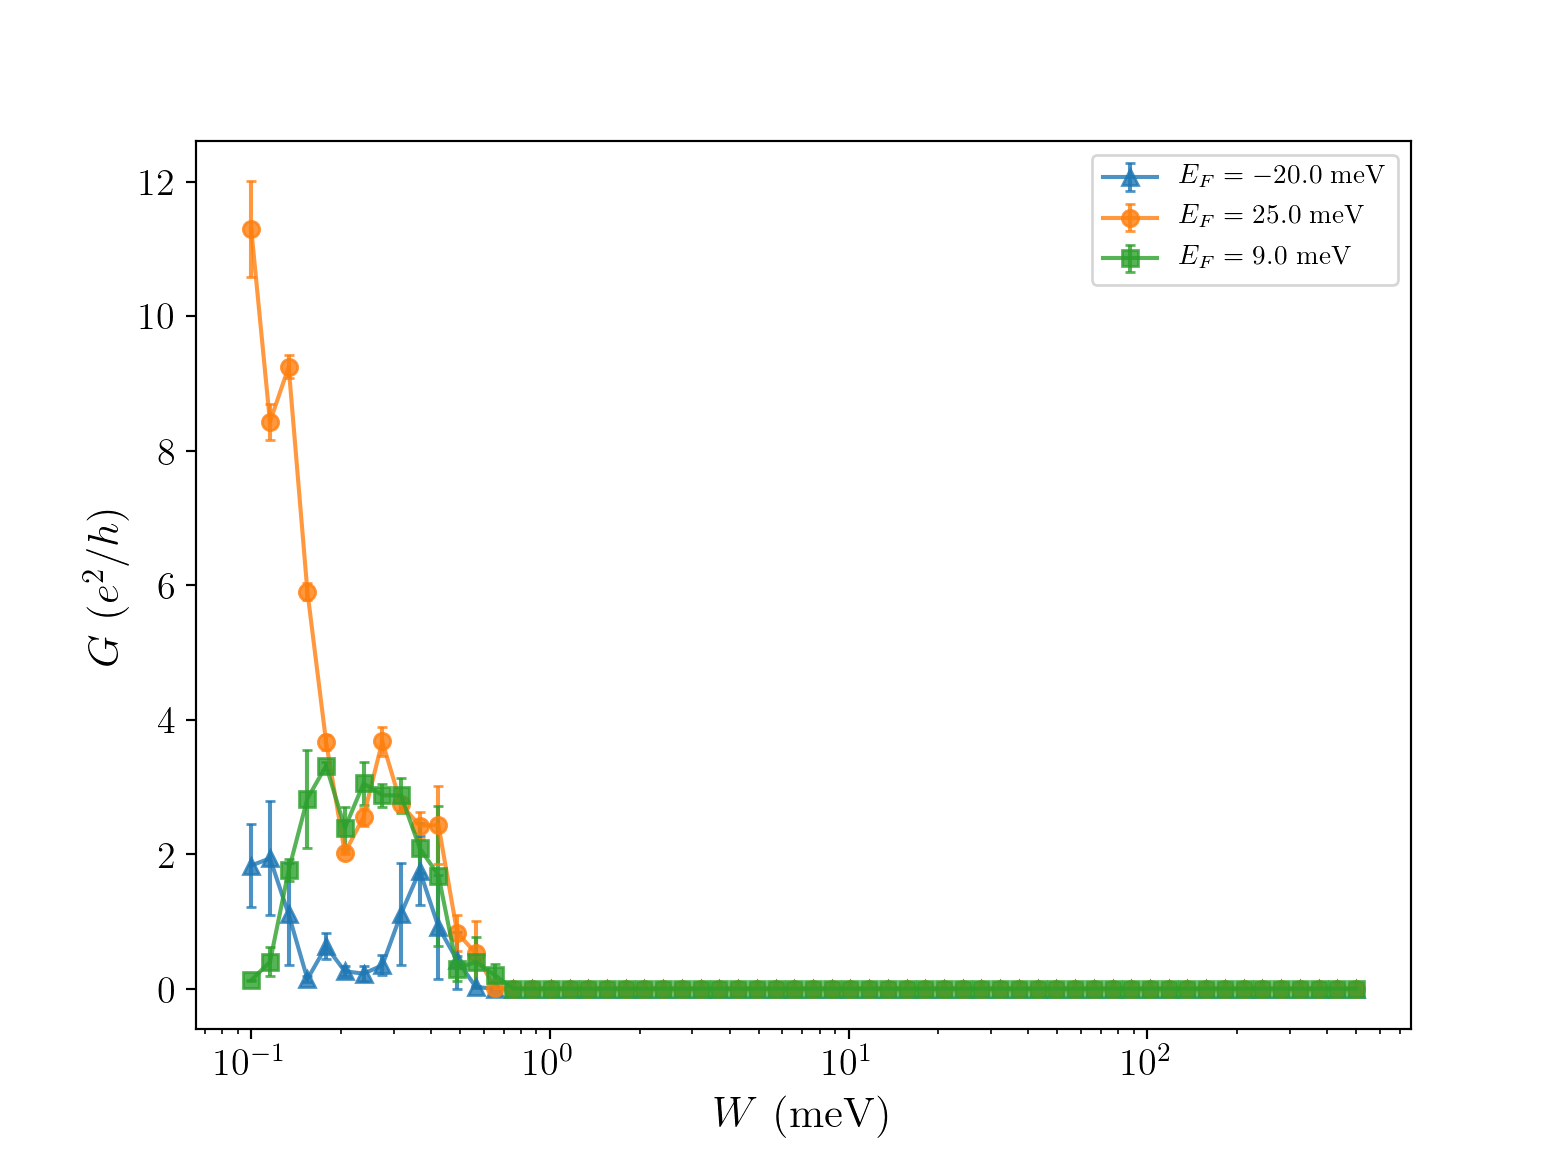 12
10
8
6
4
2
0
G (e²/h)
E_F = −20.0 meV
E_F = 25.0 meV
E_F = 9.0 meV
10⁻¹ 10⁰ 10¹ 10²
W (meV)